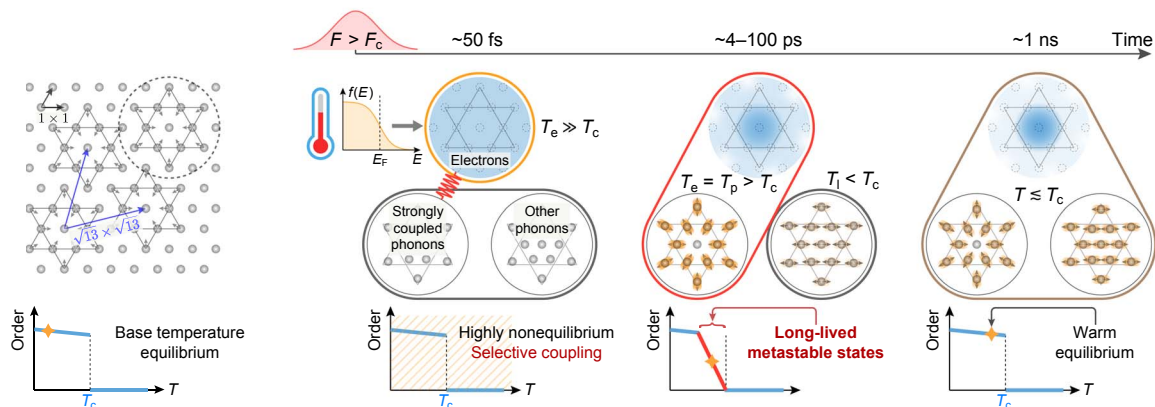 F > Fc
~50 fs
~4–100 ps
~1 ns
Time
1 × 1
√13 × √13
f(E)
EF
E
Electrons
Te ≫ Tc
Strongly
coupled
phonons
Other
phonons
Te = Tp > Tc
Tl < Tc
T ≲ Tc
Order
Base temperature
equilibrium
Tc
T
Order
Highly nonequilibrium
Selective coupling
Tc
T
Order
Long-lived
metastable states
T
Order
Warm
equilibrium
Tc
T